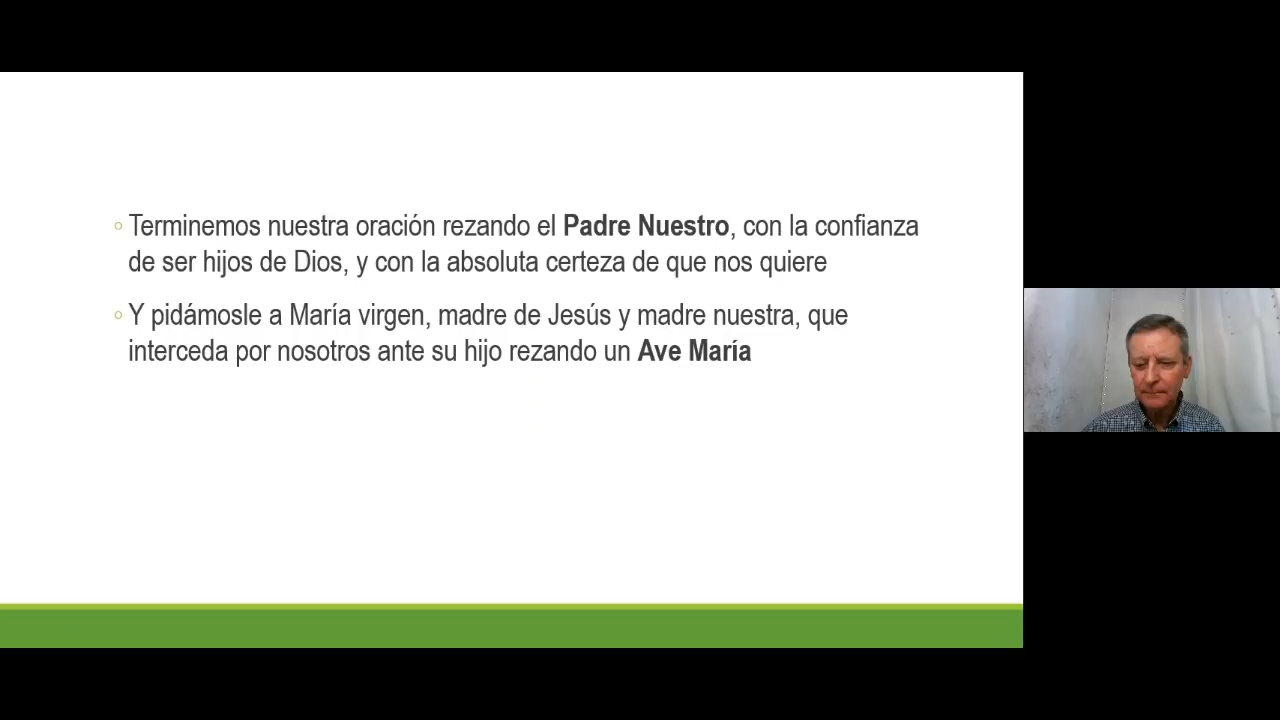 Terminemos nuestra oración rezando el Padre Nuestro, con la confianza
de ser hijos de Dios, y con la absoluta certeza de que nos quiere
Y pidámosle a María virgen, madre de Jesús y madre nuestra, que
interceda por nosotros ante su hijo rezando un Ave María